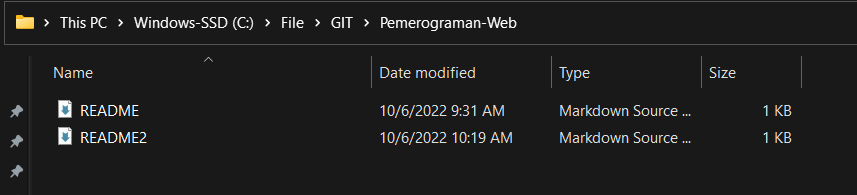 This PC > Windows-SSD (C:) > File > GIT > Pemerograman-Web
Name Date modified Type Size
README 10/6/2022 9:31 AM Markdown Source ... 1 KB
README2 10/6/2022 10:19 AM Markdown Source ... 1 KB